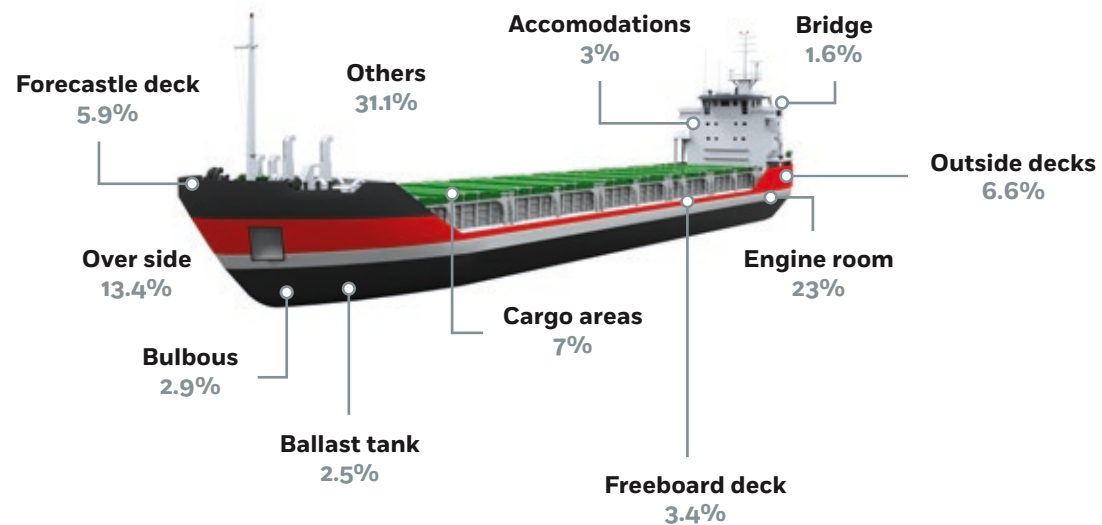 Accomodations
3%
Bridge
1.6%
Forecastle deck
5.9%
Others
31.1%
Outside decks
6.6%
Over side
13.4%
Engine room
23%
Cargo areas
7%
Bulbous
2.9%
Ballast tank
2.5%
Freeboard deck
3.4%